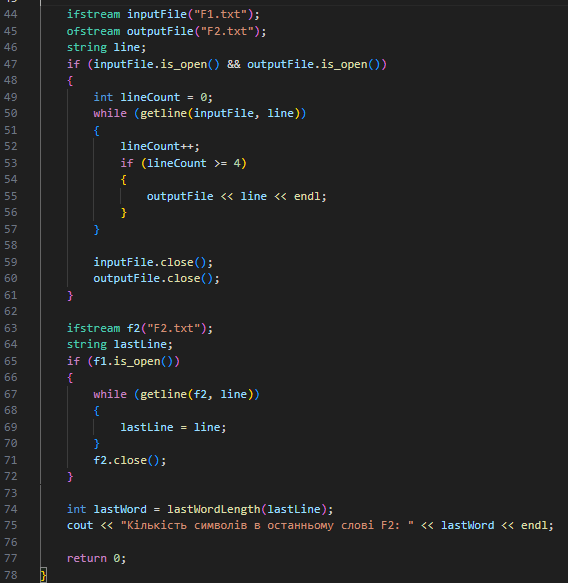 44 ifstream inputFile("F1.txt");
45 ofstream outputFile("F2.txt");
46 string line;
47 if (inputFile.is_open() && outputFile.is_open())
48 {
49 int lineCount = 0;
50 while (getline(inputFile, line))
51 {
52 lineCount++;
53 if (lineCount >= 4)
54 {
55 outputFile << line << endl;
56 }
57 }
58
59 inputFile.close();
60 outputFile.close();
61 }
62
63 ifstream f2("F2.txt");
64 string lastLine;
65 if (f1.is_open())
66 {
67 while (getline(f2, line))
68 {
69 lastLine = line;
70 }
71 f2.close();
72 }
73
74 int lastWord = lastWordLength(lastLine);
75 cout << "Кількість символів в останньому слові F2: " << lastWord << endl;
76
77 return 0;
78 }